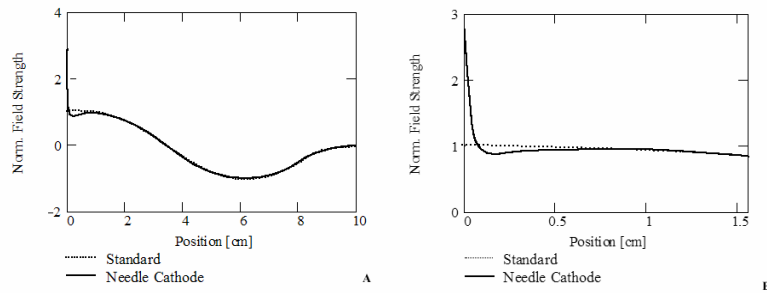 4
2
0
−2
Norm. Field Strength
0 2 4 6 8 10
Position [cm]
Standard
Needle Cathode
A
3
2
1
0
Norm. Field Strength
0 0.5 1 1.5
Position [cm]
Standard
Needle Cathode